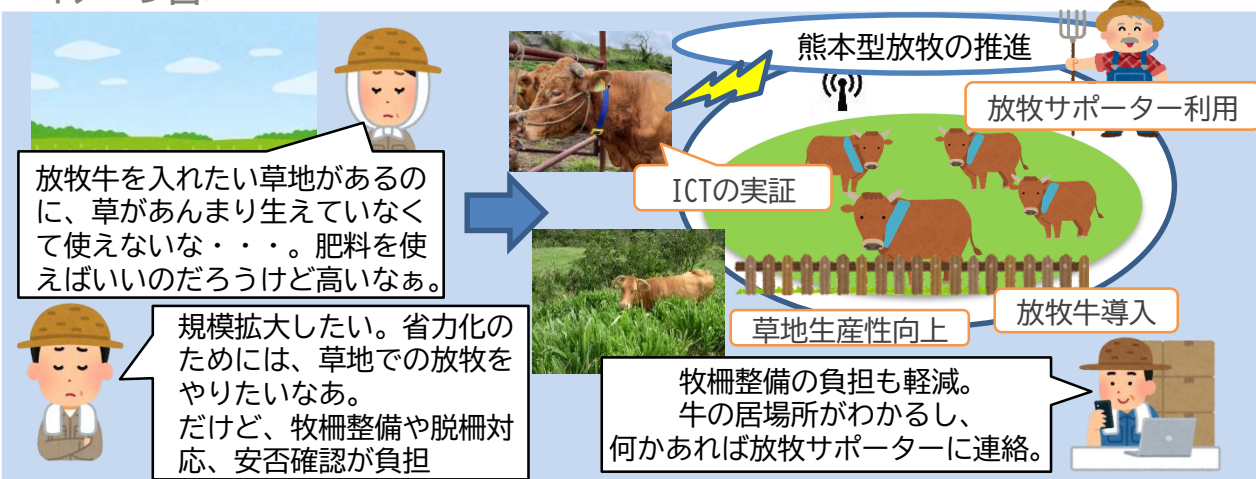 放牧牛を入れたい草地があるの
に、草があんまり生えていなく
て使えないな・・・。肥料を使
えばいいのだろうけど高いなぁ。
規模拡大したい。省力化の
ためには、草地での放牧を
やりたいなあ。
だけど、牧柵整備や脱柵対
応、安否確認が負担
熊本型放牧の推進
放牧サポーター利用
ICTの実証
放牧牛導入
草地生産性向上
牧柵整備の負担も軽減。
牛の居場所がわかるし、
何かあれば放牧サポーターに連絡。